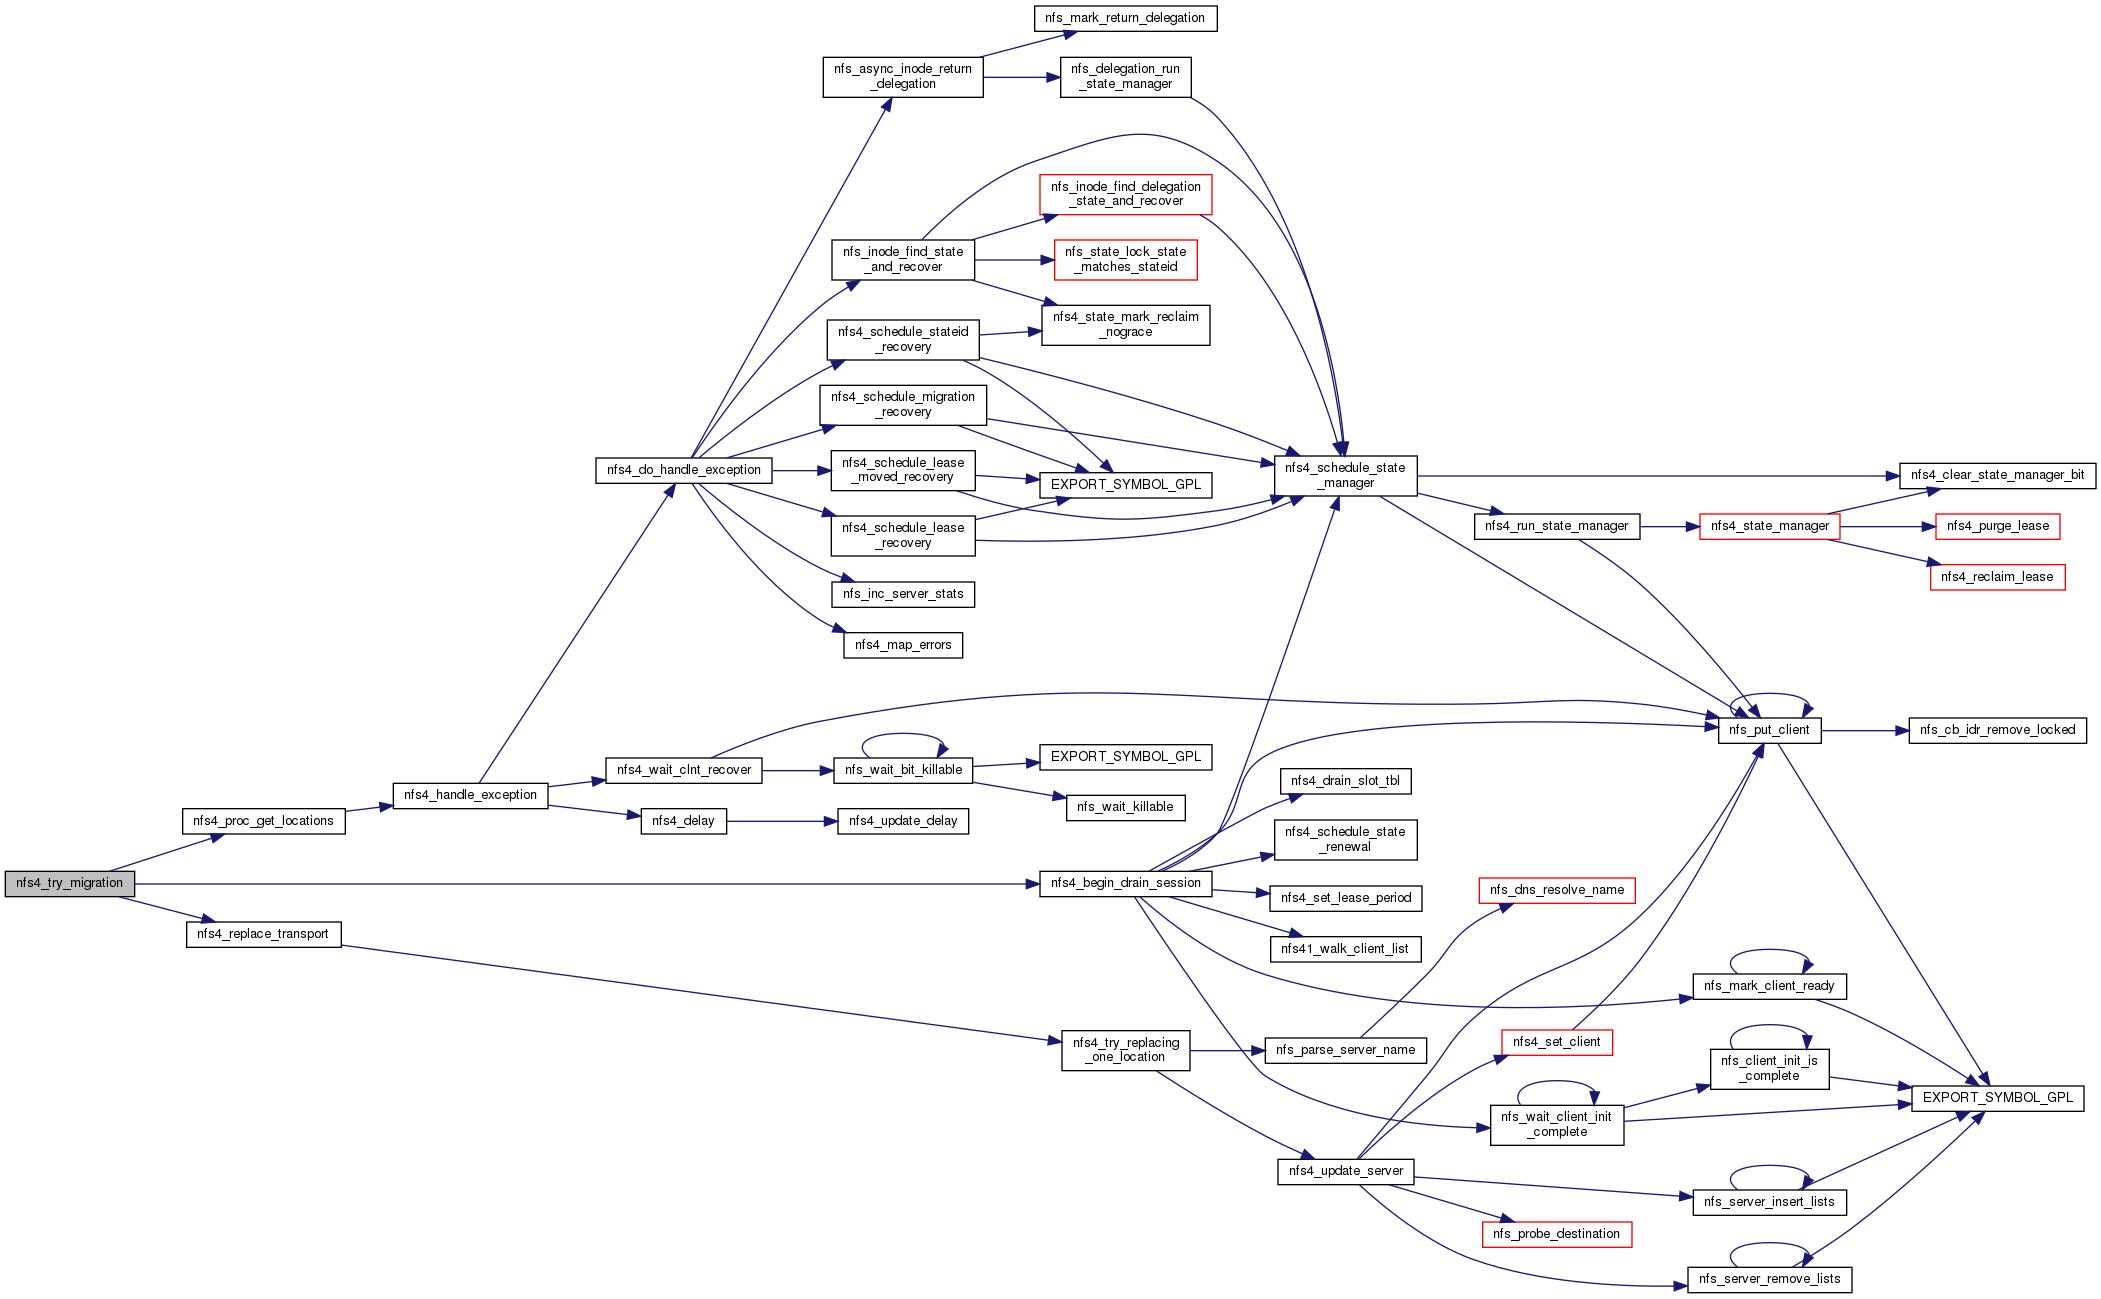 nfs_mark_return_delegation
nfs_async_inode_return
_delegation
nfs_delegation_run
_state_manager
nfs_inode_find_delegation
_state_and_recover
nfs_inode_find_state
_and_recover
nfs_state_lock_state
_matches_stateid
nfs4_state_mark_reclaim
_nograce
nfs4_schedule_stateid
_recovery
nfs4_schedule_migration
_recovery
nfs4_do_handle_exception
nfs4_schedule_lease
_moved_recovery
EXPORT_SYMBOL_GPL
nfs4_schedule_state
_manager
nfs4_clear_state_manager_bit
nfs4_schedule_lease
_recovery
nfs4_run_state_manager
nfs4_state_manager
nfs4_purge_lease
nfs4_reclaim_lease
nfs_inc_server_stats
nfs4_map_errors
nfs_put_client
nfs_cb_idr_remove_locked
nfs4_wait_clnt_recover
nfs_wait_bit_killable
EXPORT_SYMBOL_GPL
nfs4_drain_slot_tbl
nfs4_handle_exception
nfs_wait_killable
nfs4_proc_get_locations
nfs4_delay
nfs4_update_delay
nfs4_schedule_state
_renewal
nfs4_try_migration
nfs4_begin_drain_session
nfs_dns_resolve_name
nfs4_set_lease_period
nfs4_replace_transport
nfs41_walk_client_list
nfs_mark_client_ready
nfs4_try_replacing
_one_location
nfs_parse_server_name
nfs4_set_client
nfs_client_init_is
_complete
EXPORT_SYMBOL_GPL
nfs_wait_client_init
_complete
nfs4_update_server
nfs_server_insert_lists
nfs_probe_destination
nfs_server_remove_lists